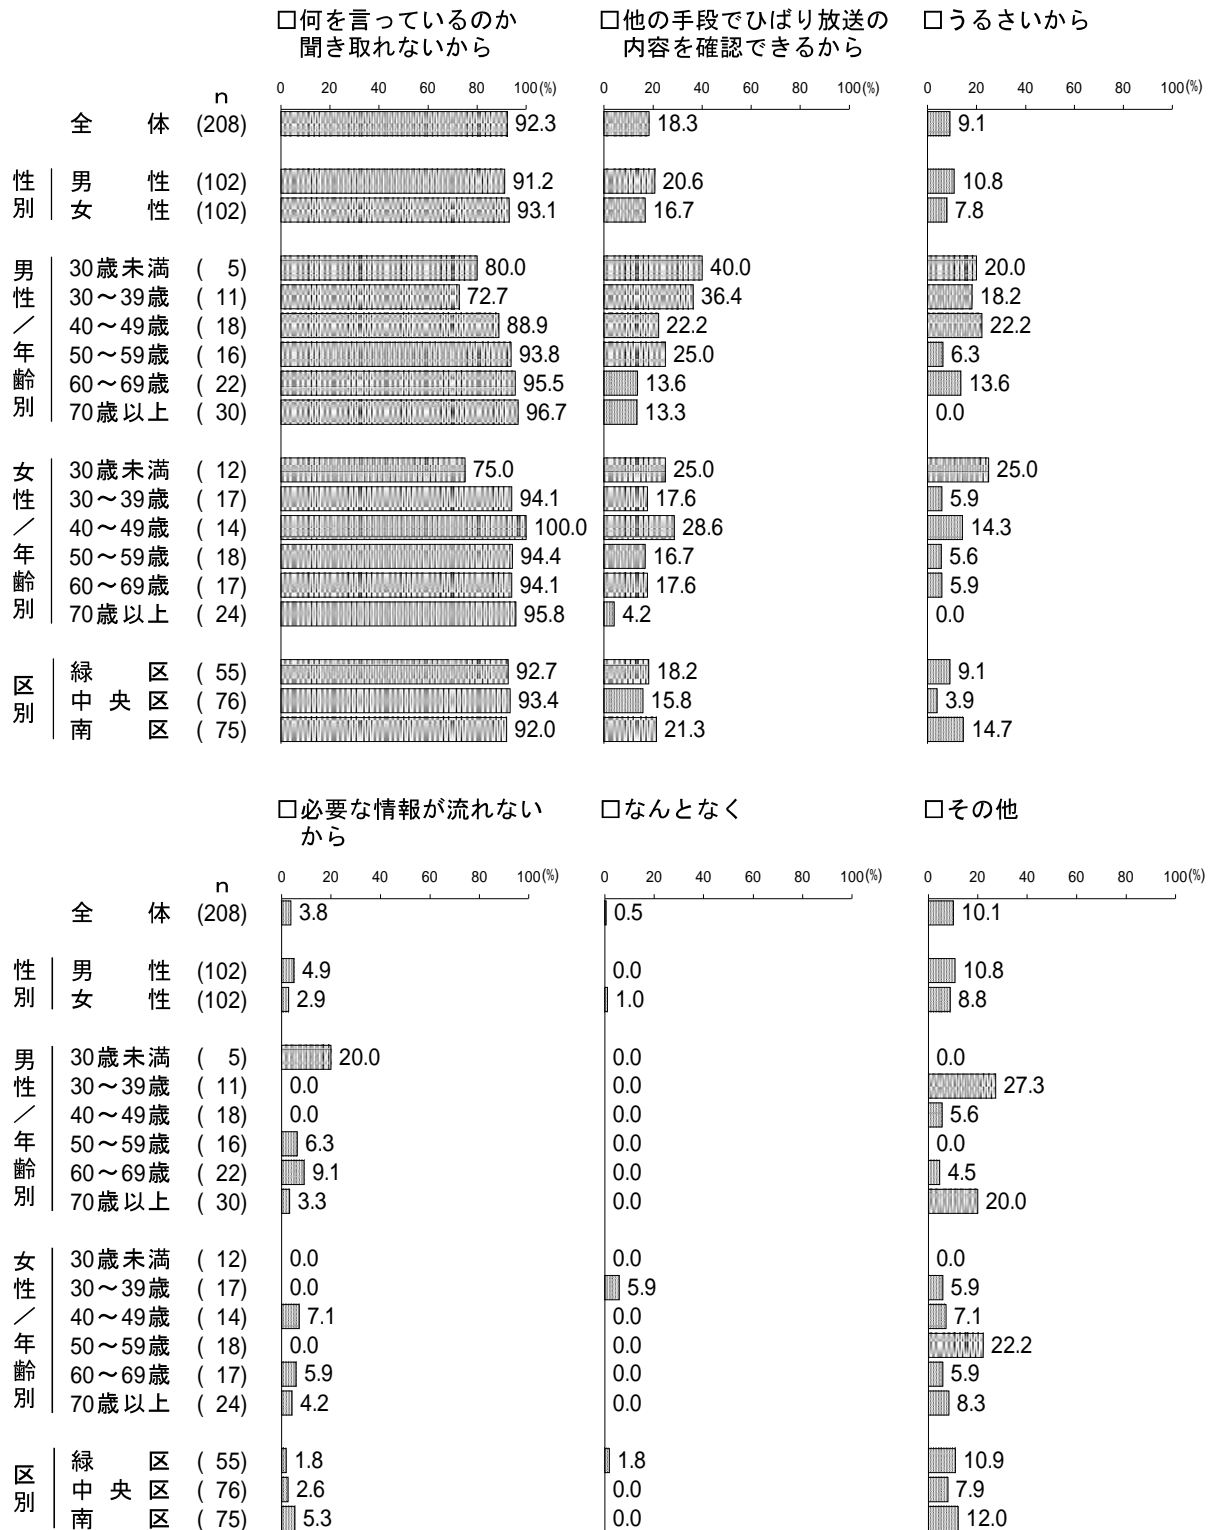 □何を言っているのか
聞き取れないから
□他の手段でひばり放送の
内容を確認できるから
□うるさいから
n
0 20 40 60 80 100(%)
0 20 40 60 80 100(%)
0 20 40 60 80 100(%)
全体 (208) 92.3 18.3 9.1
性別
男性 (102) 91.2 20.6 10.8
女性 (102) 93.1 16.7 7.8
男性/年齢別
30歳未満 ( 5) 80.0 40.0 20.0
30~39歳 ( 11) 72.7 36.4 18.2
40~49歳 ( 18) 88.9 22.2 22.2
50~59歳 ( 16) 93.8 25.0 6.3
60~69歳 ( 22) 95.5 13.6 13.6
70歳以上 ( 30) 96.7 13.3 0.0
女性/年齢別
30歳未満 ( 12) 75.0 25.0 25.0
30~39歳 ( 17) 94.1 17.6 5.9
40~49歳 ( 14) 100.0 28.6 14.3
50~59歳 ( 18) 94.4 16.7 5.6
60~69歳 ( 17) 94.1 17.6 5.9
70歳以上 ( 24) 95.8 4.2 0.0
区別
緑区 ( 55) 92.7 18.2 9.1
中央区 ( 76) 93.4 15.8 3.9
南区 ( 75) 92.0 21.3 14.7
□必要な情報が流れない
から
□なんとなく
□その他
n
0 20 40 60 80 100(%)
0 20 40 60 80 100(%)
0 20 40 60 80 100(%)
全体 (208) 3.8 0.5 10.1
性別
男性 (102) 4.9 0.0 10.8
女性 (102) 2.9 1.0 8.8
男性/年齢別
30歳未満 ( 5) 20.0 0.0 0.0
30~39歳 ( 11) 0.0 0.0 27.3
40~49歳 ( 18) 0.0 0.0 5.6
50~59歳 ( 16) 6.3 0.0 0.0
60~69歳 ( 22) 9.1 0.0 4.5
70歳以上 ( 30) 3.3 0.0 20.0
女性/年齢別
30歳未満 ( 12) 0.0 0.0 0.0
30~39歳 ( 17) 0.0 5.9 5.9
40~49歳 ( 14) 7.1 0.0 7.1
50~59歳 ( 18) 0.0 0.0 22.2
60~69歳 ( 17) 5.9 0.0 5.9
70歳以上 ( 24) 4.2 0.0 8.3
区別
緑区 ( 55) 1.8 1.8 10.9
中央区 ( 76) 2.6 0.0 7.9
南区 ( 75) 5.3 0.0 12.0